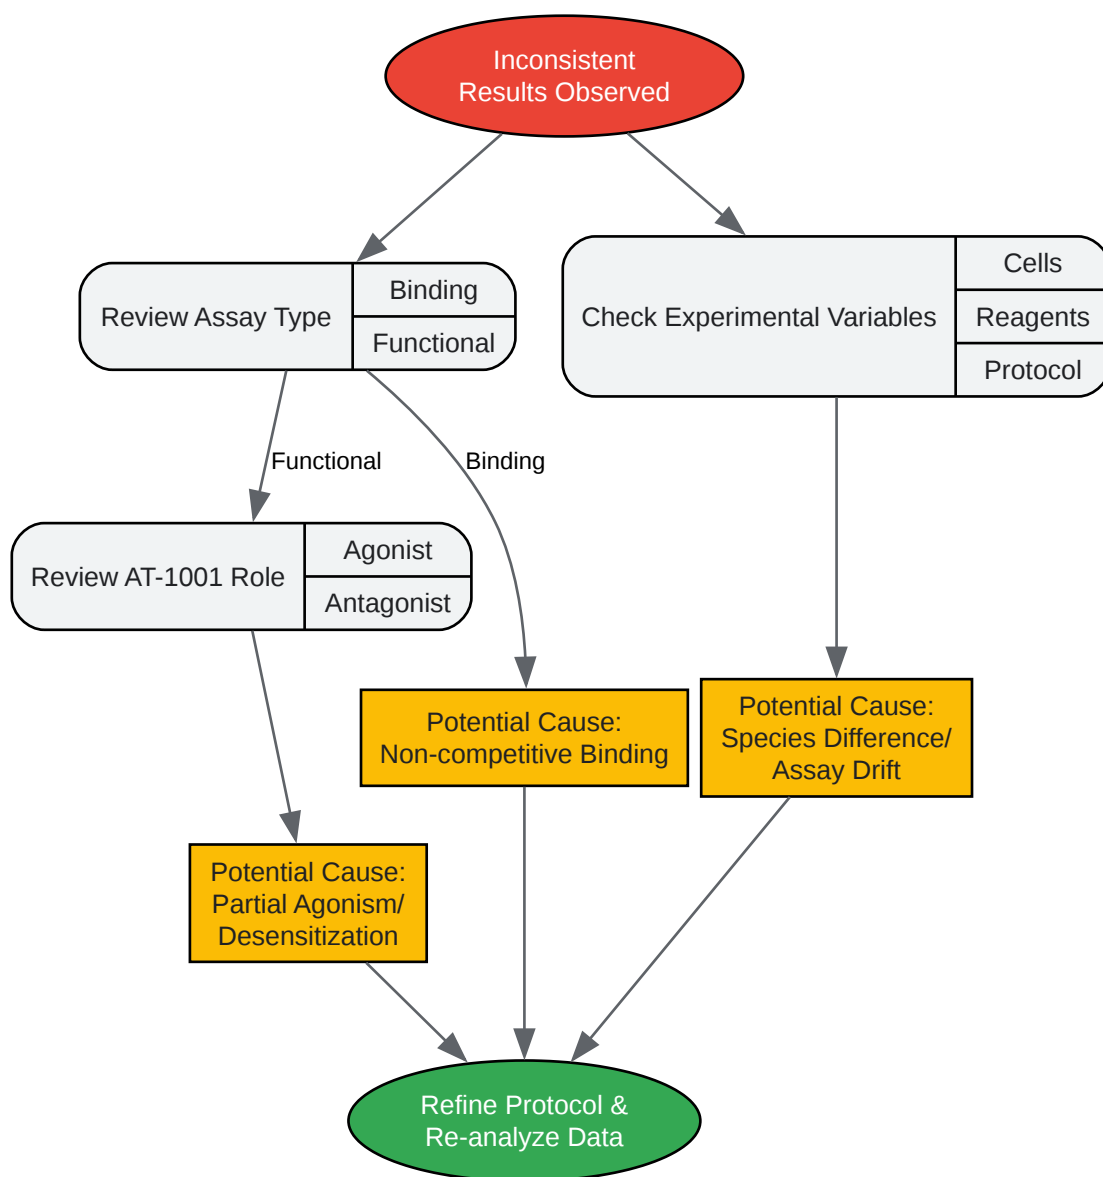 Inconsistent
Results Observed
Review Assay Type
Binding
Functional
Check Experimental Variables
Cells
Reagents
Protocol
Functional
Binding
Review AT-1001 Role
Agonist
Antagonist
Potential Cause:
Non-competitive Binding
Potential Cause:
Species Difference/
Assay Drift
Potential Cause:
Partial Agonism/
Desensitization
Refine Protocol &
Re-analyze Data